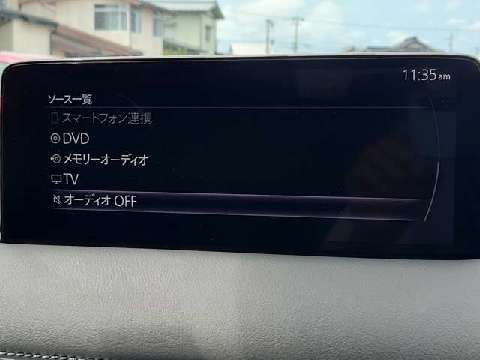 11:35am
ソース一覧
スマートフォン連携
DVD
メモリーオーディオ
TV
オーディオ OFF